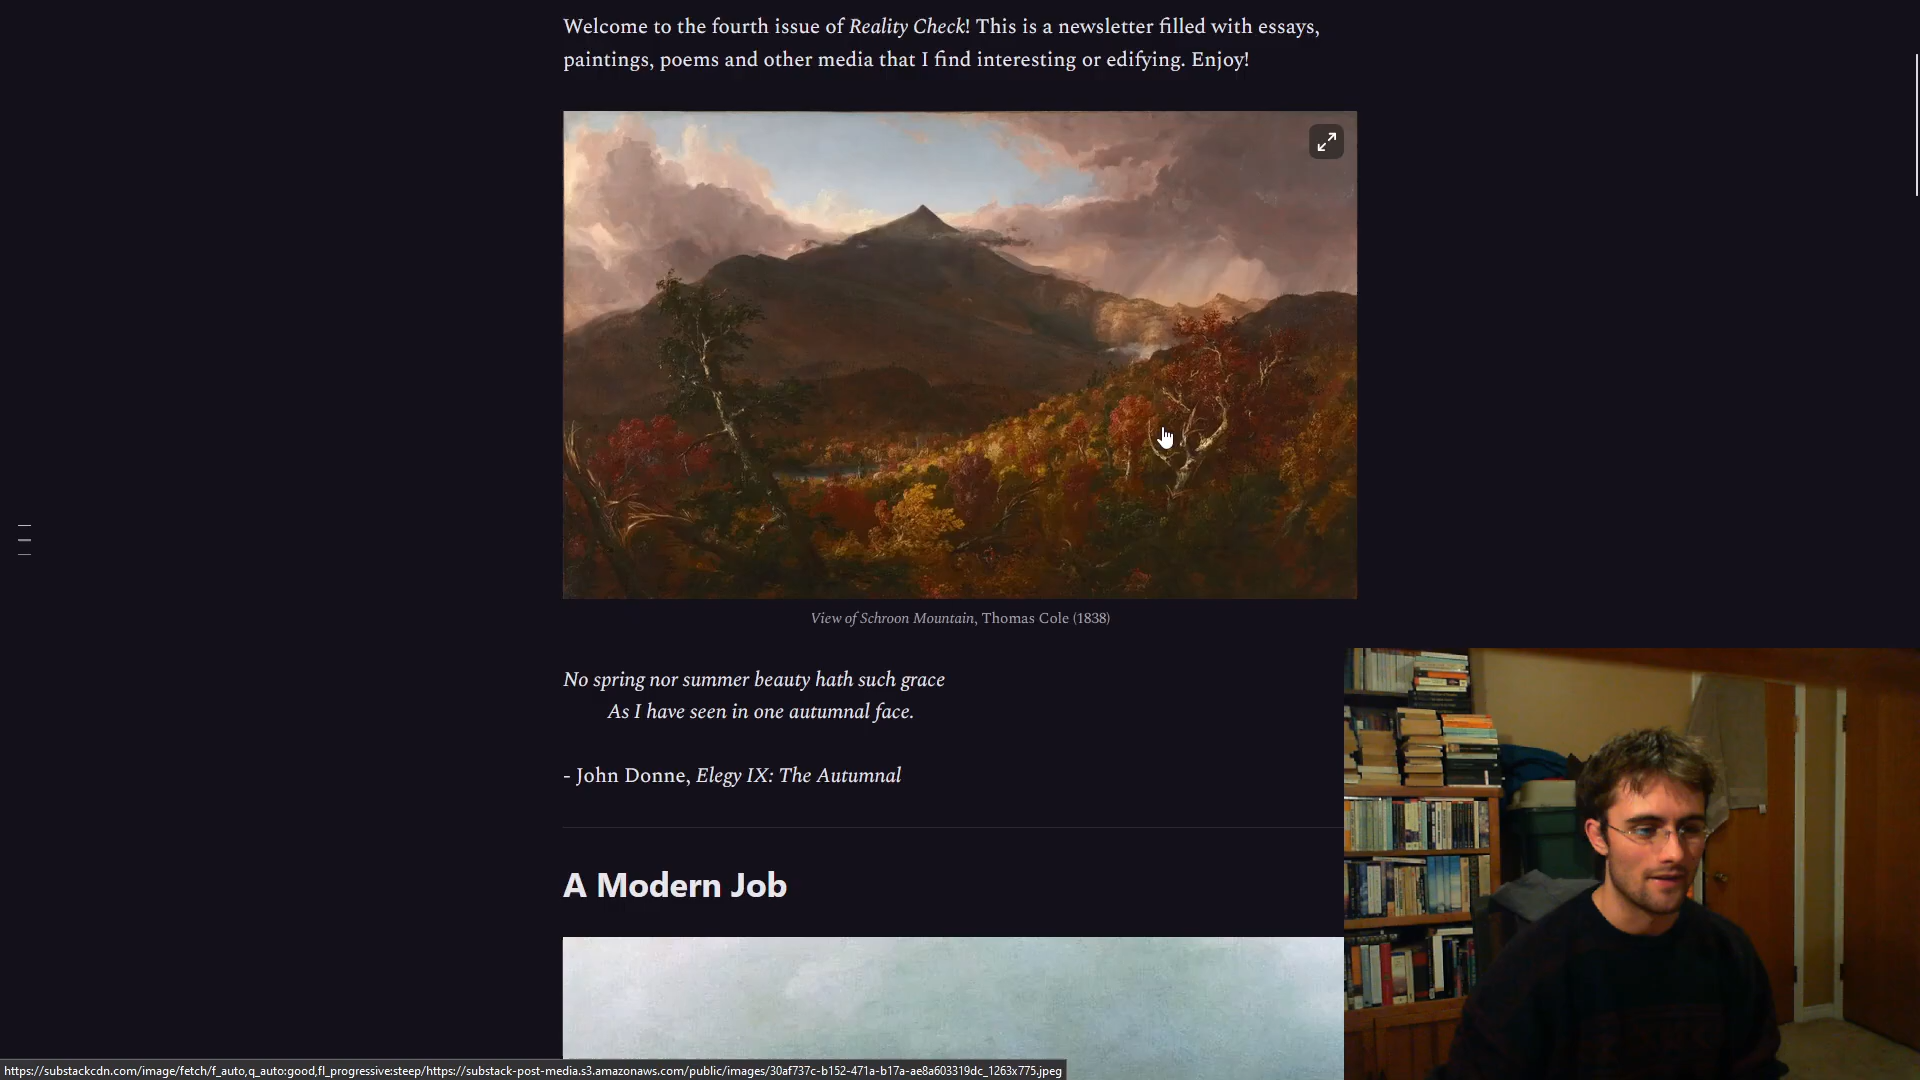 Welcome to the fourth issue of Reality Check! This is a newsletter filled with essays,
paintings, poems and other media that I find interesting or edifying. Enjoy!
View of Schroon Mountain, Thomas Cole (1838)
No spring nor summer beauty hath such grace
As I have seen in one autumnal face.
- John Donne, Elegy IX: The Autumnal
A Modern Job
https://substackcdn.com/image/fetch/f_auto,q_auto:good,fl_progressive:steep/https://substack-post-media.s3.amazonaws.com/public/images/30af737c-b152-471a-b17a-ae8a603319dc_1263x775.jpeg